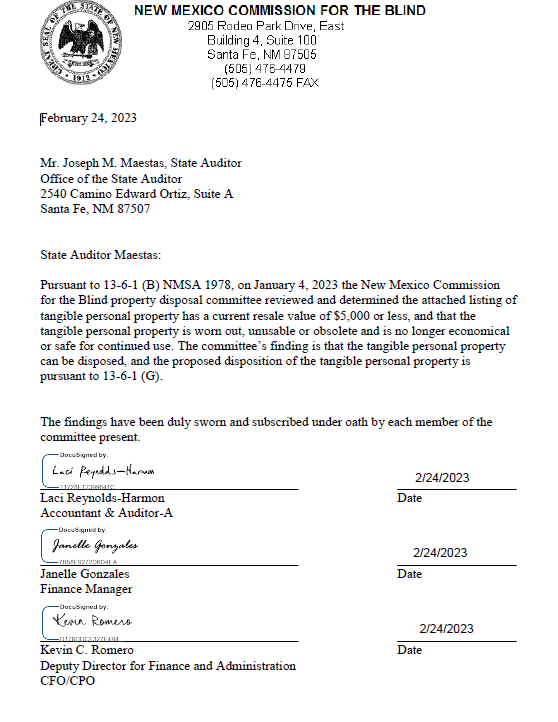 NEW MEXICO COMMISSION FOR THE BLIND
2905 Rodeo Park Drive, East
Building 4, Suite 100
Santa Fe, NM 87505
(505) 476-4479
(505) 476-4475 FAX
GREAT SEAL OF THE STATE OF NEW MEXICO
1912
February 24, 2023
Mr. Joseph M. Maestas, State Auditor
Office of the State Auditor
2540 Camino Edward Ortiz, Suite A
Santa Fe, NM 87507
State Auditor Maestas:
Pursuant to 13-6-1 (B) NMSA 1978, on January 4, 2023 the New Mexico Commission
for the Blind property disposal committee reviewed and determined the attached listing of
tangible personal property has a current resale value of $5,000 or less, and that the
tangible personal property is worn out, unusable or obsolete and is no longer economical
or safe for continued use. The committee's finding is that the tangible personal property
can be disposed, and the proposed disposition of the tangible personal property is
pursuant to 13-6-1 (G).
The findings have been duly sworn and subscribed under oath by each member of the
committee present.
DocuSigned by:
Laci Reynolds-Harmon
2/24/2023
Laci Reynolds-Harmon
Date
Accountant & Auditor-A
DocuSigned by:
Janelle Gonzales
2/24/2023
Janelle Gonzales
Date
Finance Manager
DocuSigned by:
Kevin Romero
2/24/2023
Kevin C. Romero
Date
Deputy Director for Finance and Administration
CFO/CPO